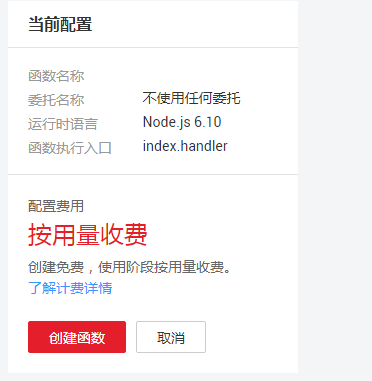 当前配置
函数名称
委托名称 不使用任何委托
运行时语言 Node.js 6.10
函数执行入口 index.handler
配置费用
按用量收费
创建免费，使用阶段按用量收费。
了解计费详情
创建函数 取消